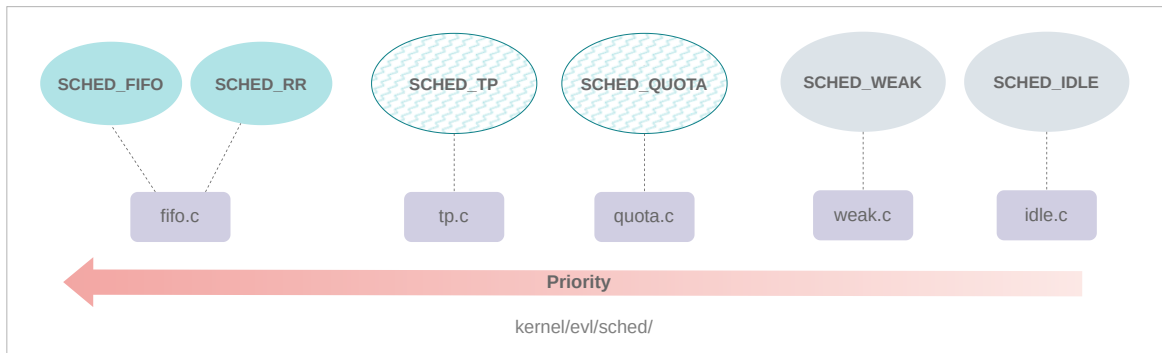 SCHED_FIFO
SCHED_RR
SCHED_TP
SCHED_QUOTA
SCHED_WEAK
SCHED_IDLE
fifo.c
tp.c
quota.c
weak.c
idle.c
Priority
kernel/evl/sched/